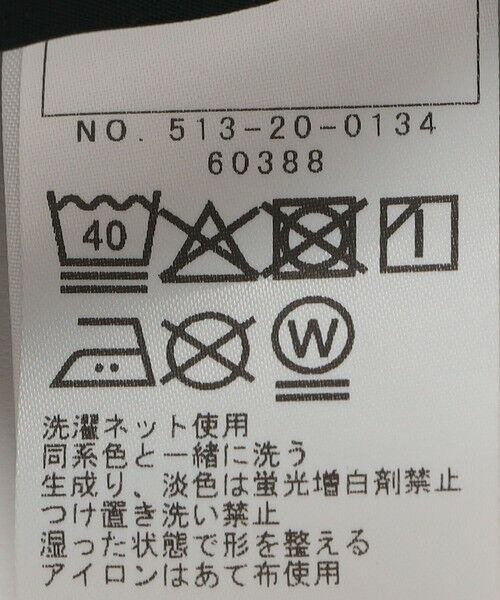 NO. 513-20-0134
60388
40
W
洗濯ネット使用
同系色と一緒に洗う
生成り、淡色は蛍光増白剤禁止
つけ置き洗い禁止
湿った状態で形を整える
アイロンはあて布使用